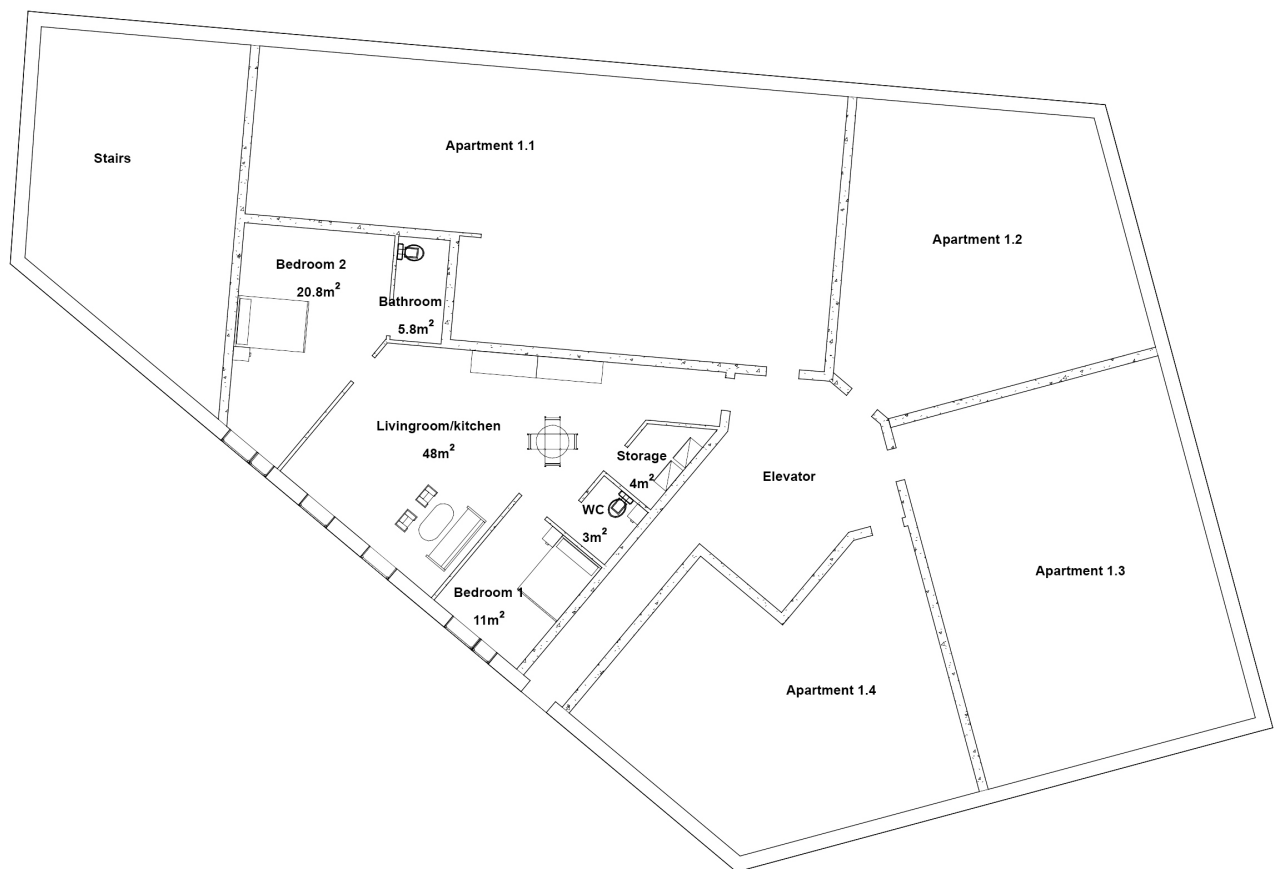 Stairs
Apartment 1.1
Apartment 1.2
Bedroom 2
20.8m²
Bathroom
5.8m²
Livingroom/kitchen
48m²
Storage
4m²
Elevator
WC
3m²
Bedroom 1
11m²
Apartment 1.3
Apartment 1.4